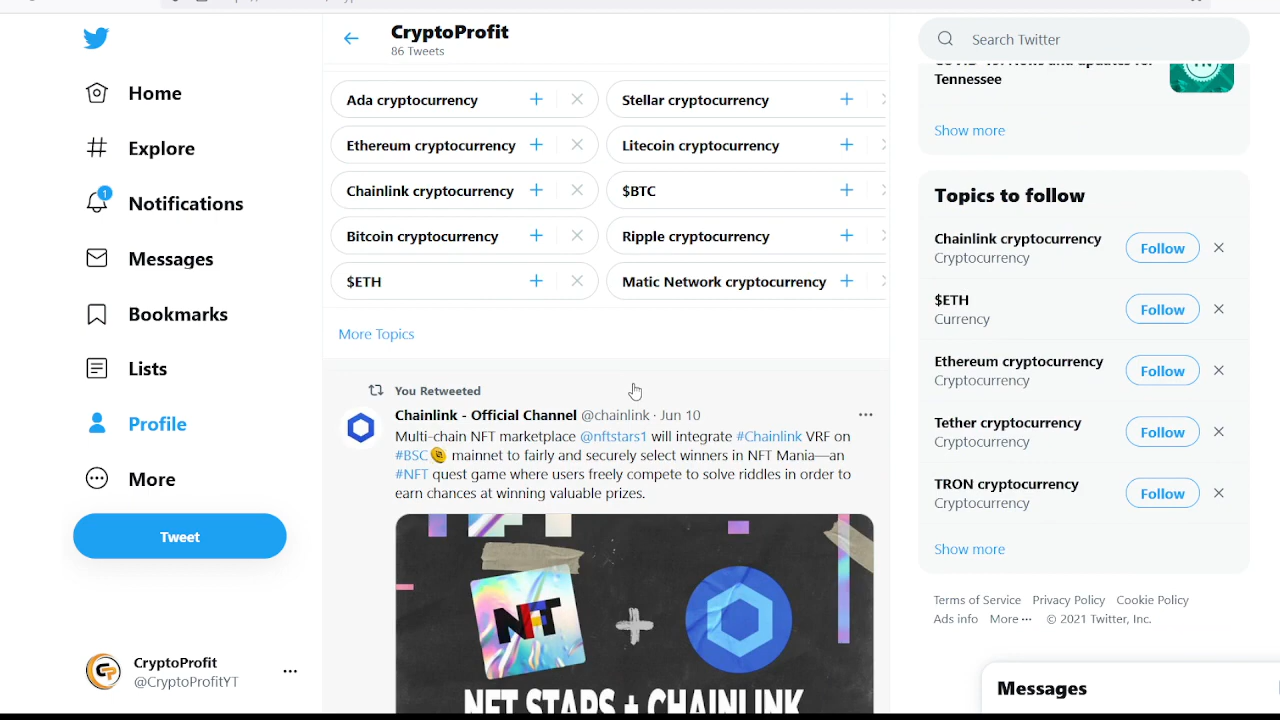 CryptoProfit
86 Tweets
Home
Explore
1
Notifications
Messages
Bookmarks
Lists
Profile
More
Tweet
CryptoProfit
@CryptoProfitYT
Ada cryptocurrency
Stellar cryptocurrency
Ethereum cryptocurrency
Litecoin cryptocurrency
Chainlink cryptocurrency
$BTC
Bitcoin cryptocurrency
Ripple cryptocurrency
$ETH
Matic Network cryptocurrency
More Topics
You Retweeted
Chainlink - Official Channel @chainlink · Jun 10
Multi-chain NFT marketplace @nftstars1 will integrate #Chainlink VRF on
#BSC mainnet to fairly and securely select winners in NFT Mania—an
#NFT quest game where users freely compete to solve riddles in order to
earn chances at winning valuable prizes.
NFT
NFT STARS + CHAINLINK
Search Twitter
Tennessee
Show more
Topics to follow
Chainlink cryptocurrency
Cryptocurrency
Follow
$ETH
Currency
Follow
Ethereum cryptocurrency
Cryptocurrency
Follow
Tether cryptocurrency
Cryptocurrency
Follow
TRON cryptocurrency
Cryptocurrency
Follow
Show more
Terms of Service Privacy Policy Cookie Policy
Ads info More ··· © 2021 Twitter, Inc.
Messages